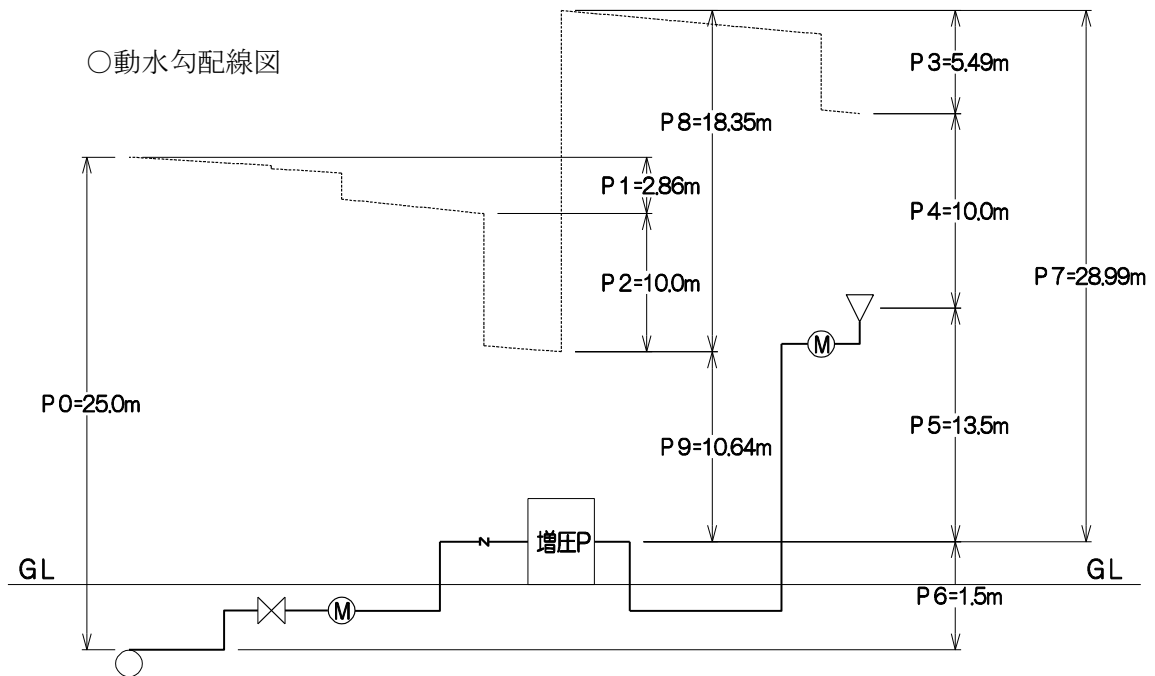 ○動水勾配線図
P3=5.49m
P8=18.35m
P1=2.86m
P4=10.0m
P2=10.0m
P7=28.99m
M
P0=25.0m
P5=13.5m
P9=10.64m
増圧P
GL
GL
P6=1.5m
M